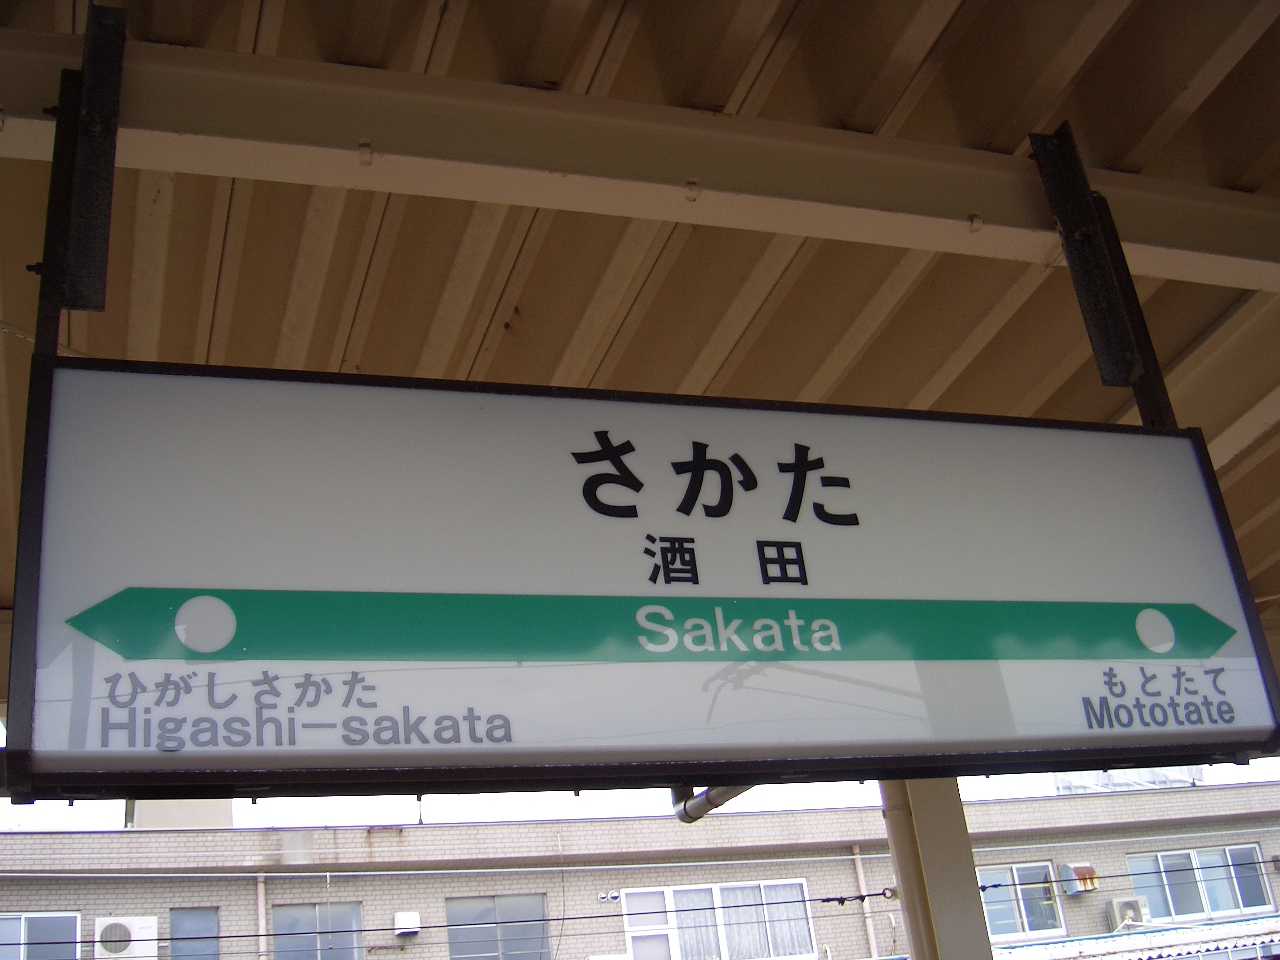 さかた
酒田
Sakata
ひがしさかた
Higashi-sakata
もとたて
Mototate